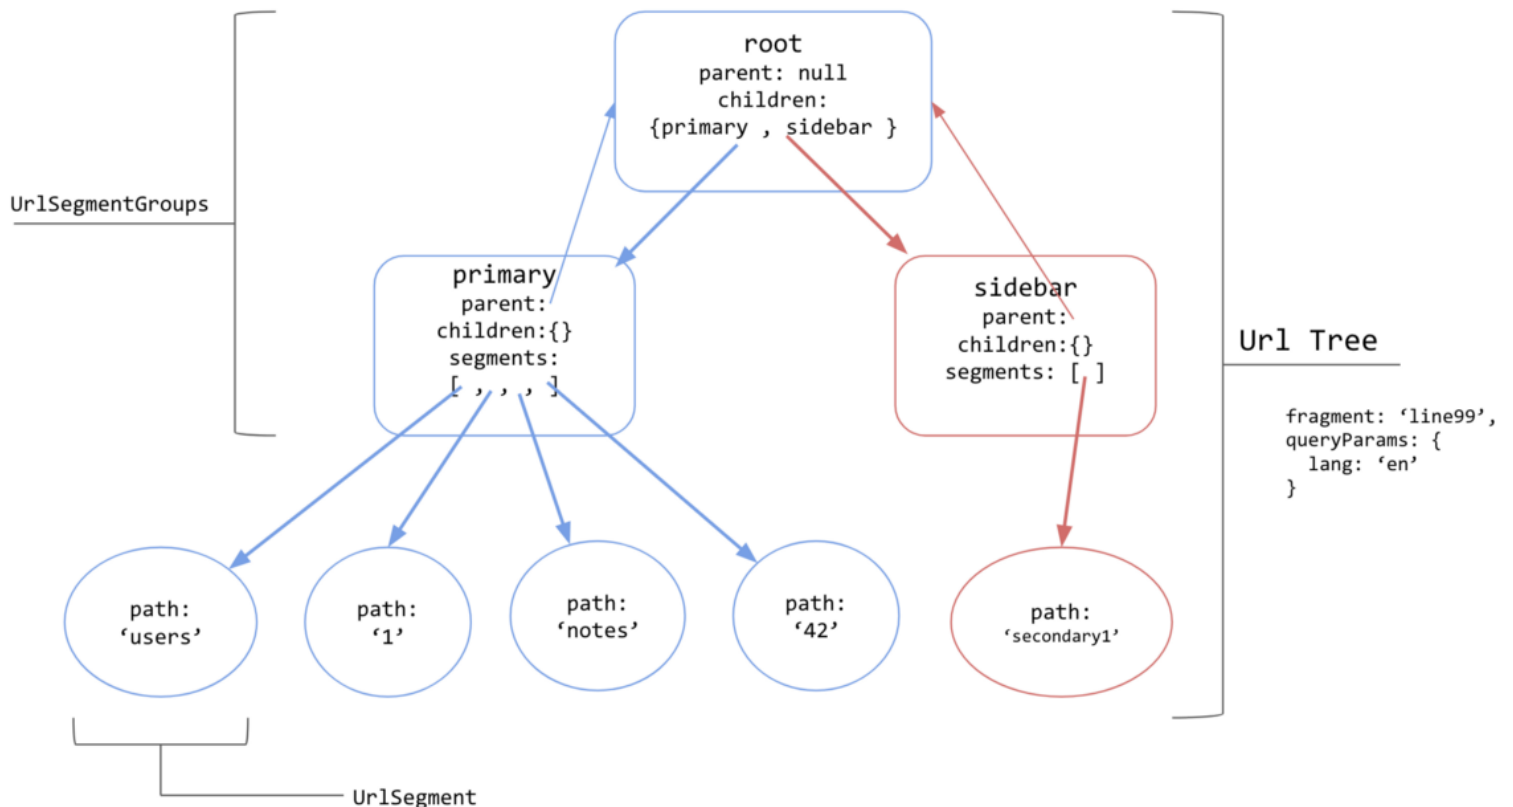 root
parent: null
children:
{primary , sidebar }
UrlSegmentGroups
primary
parent:
children:{}
segments:
[ , , , ]
sidebar
parent:
children:{}
segments: [ ]
Url Tree
fragment: ‘line99’,
queryParams: {
lang: ‘en’
}
path:
‘users’
path:
‘1’
path:
‘notes’
path:
‘42’
path:
‘secondary1’
UrlSegment